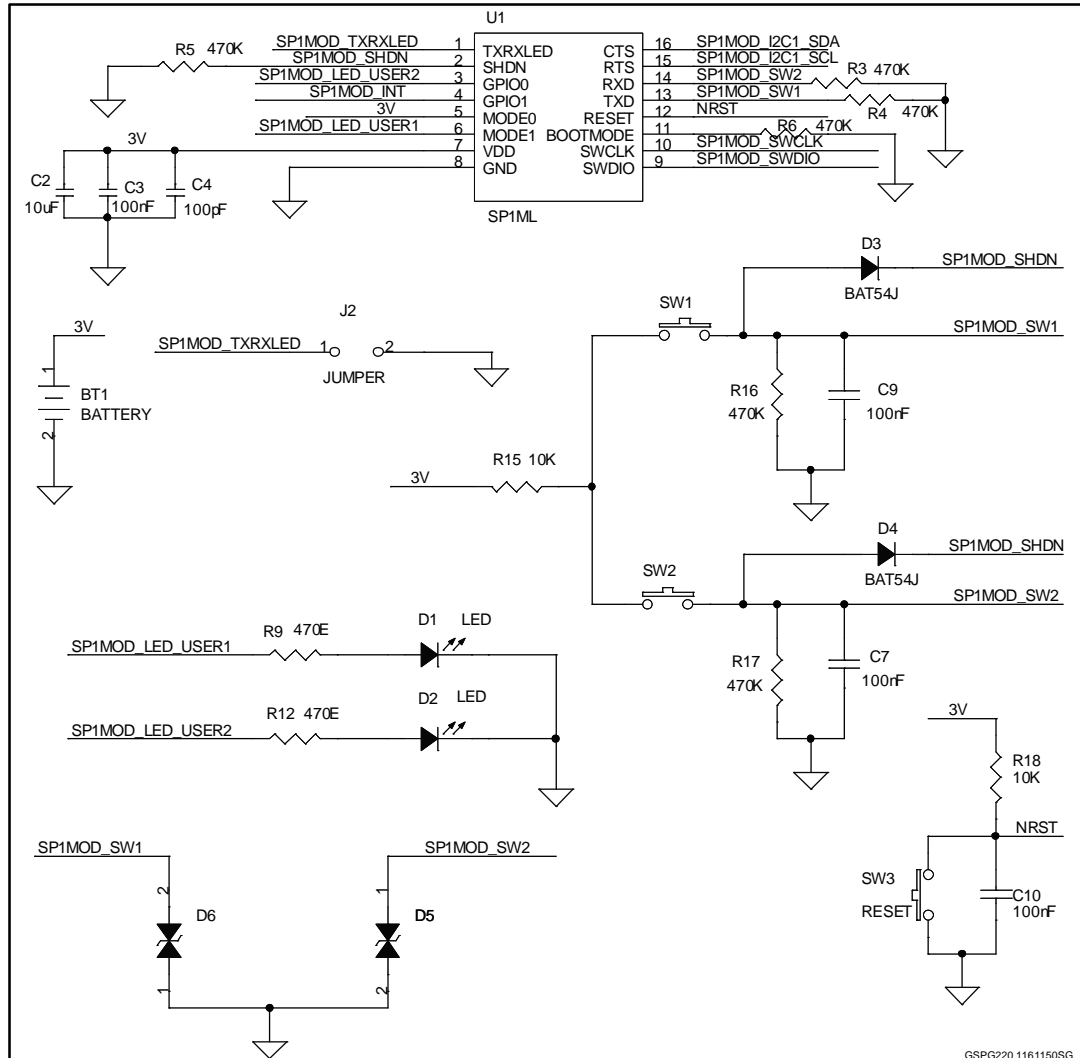 U1
SP1MOD_TXRXLED 1 TXRXLED CTS 16 SP1MOD_I2C1_SDA
R5 470K SP1MOD_SHDN 2 SHDN RTS 15 SP1MOD_I2C1_SCL
SP1MOD_LED_USER2 3 GPIO0 RXD 14 SP1MOD_SW2 R3 470K
SP1MOD_INT 4 GPIO1 TXD 13 SP1MOD_SW1 R4 470K
3V 5 MODE0 RESET 12 NRST
SP1MOD_LED_USER1 6 MODE1 BOOTMODE 11 R6 470K
3V 7 VDD SWCLK 10 SP1MOD_SWCLK
8 GND SWDIO 9 SP1MOD_SWDIO
SP1ML
C2 C3 C4
10uF 100nF 100pF
D3
SP1MOD_SHDN
BAT54J
SW1
SP1MOD_SW1
3V
J2
SP1MOD_TXRXLED 1 2
JUMPER
1
BT1
BATTERY
2
R16
470K
C9
100nF
R15 10K
3V
D4
SP1MOD_SHDN
BAT54J
SW2
SP1MOD_SW2
SP1MOD_LED_USER1 R9 470E D1 LED
SP1MOD_LED_USER2 R12 470E D2 LED
R17
470K
C7
100nF
3V
R18
10K
NRST
SW3
RESET
C10
100nF
SP1MOD_SW1
SP1MOD_SW2
2
D6
1
1
D5
2
GSPG220 1161150SG